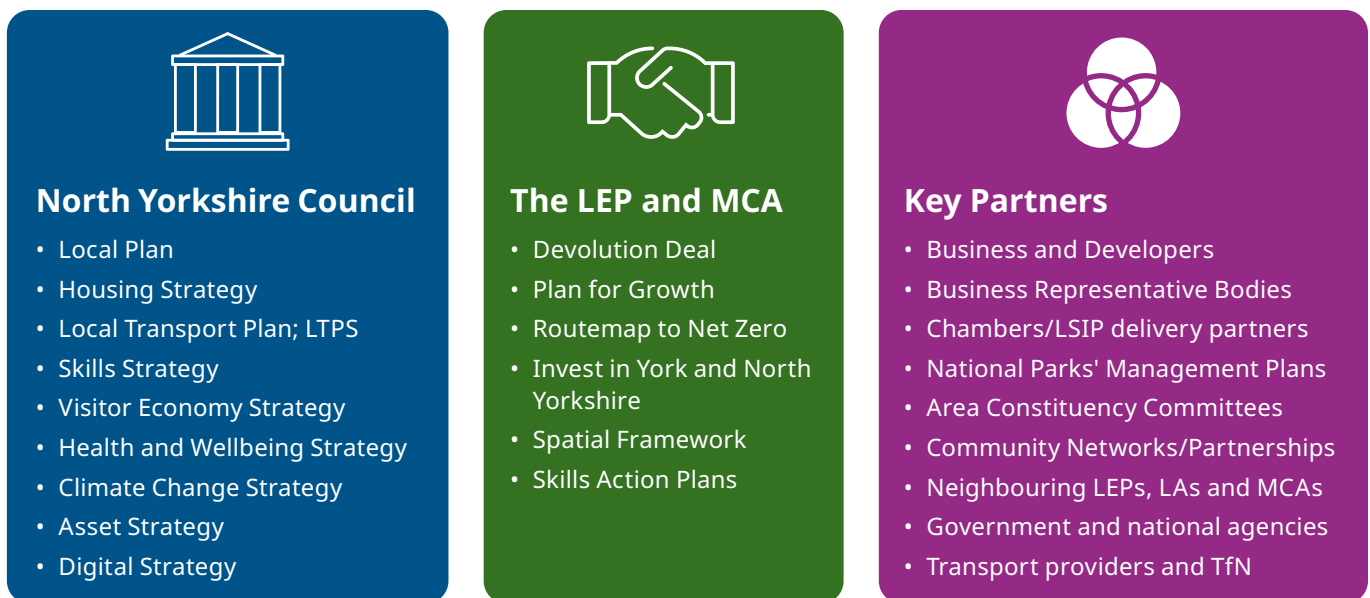 North Yorkshire Council
• Local Plan
• Housing Strategy
• Local Transport Plan; LTPS
• Skills Strategy
• Visitor Economy Strategy
• Health and Wellbeing Strategy
• Climate Change Strategy
• Asset Strategy
• Digital Strategy
The LEP and MCA
• Devolution Deal
• Plan for Growth
• Routemap to Net Zero
• Invest in York and North
Yorkshire
• Spatial Framework
• Skills Action Plans
Key Partners
• Business and Developers
• Business Representative Bodies
• Chambers/LSIP delivery partners
• National Parks' Management Plans
• Area Constituency Committees
• Community Networks/Partnerships
• Neighbouring LEPs, LAs and MCAs
• Government and national agencies
• Transport providers and TfN